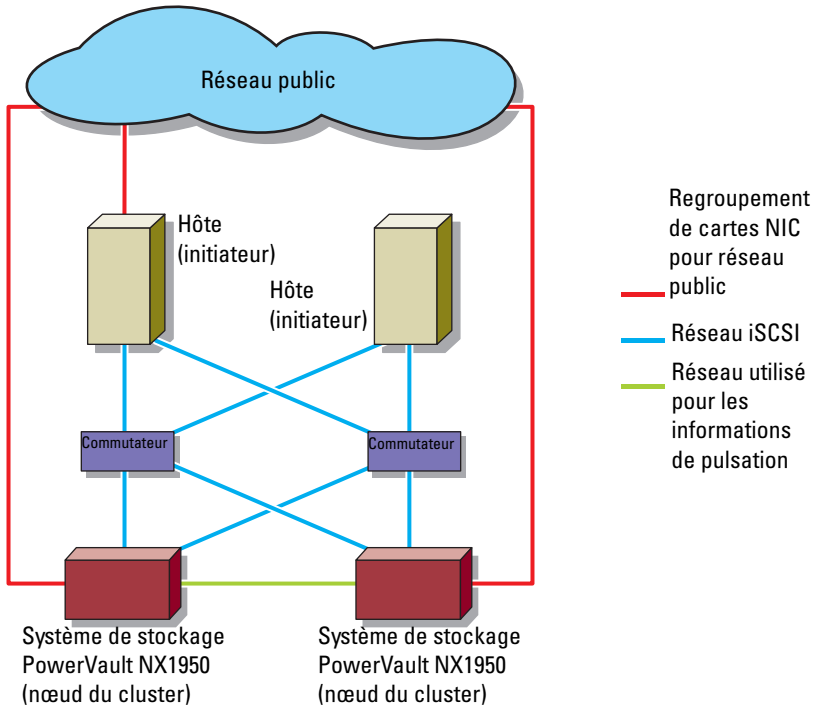 Réseau public
Hôte
(initiateur)
Hôte
(initiateur)
Commutateur
Commutateur
Système de stockage
PowerVault NX1950
(nœud du cluster)
Système de stockage
PowerVault NX1950
(nœud du cluster)
Regroupement
de cartes NIC
pour réseau
public
Réseau iSCSI
Réseau utilisé
pour les
informations
de pulsation